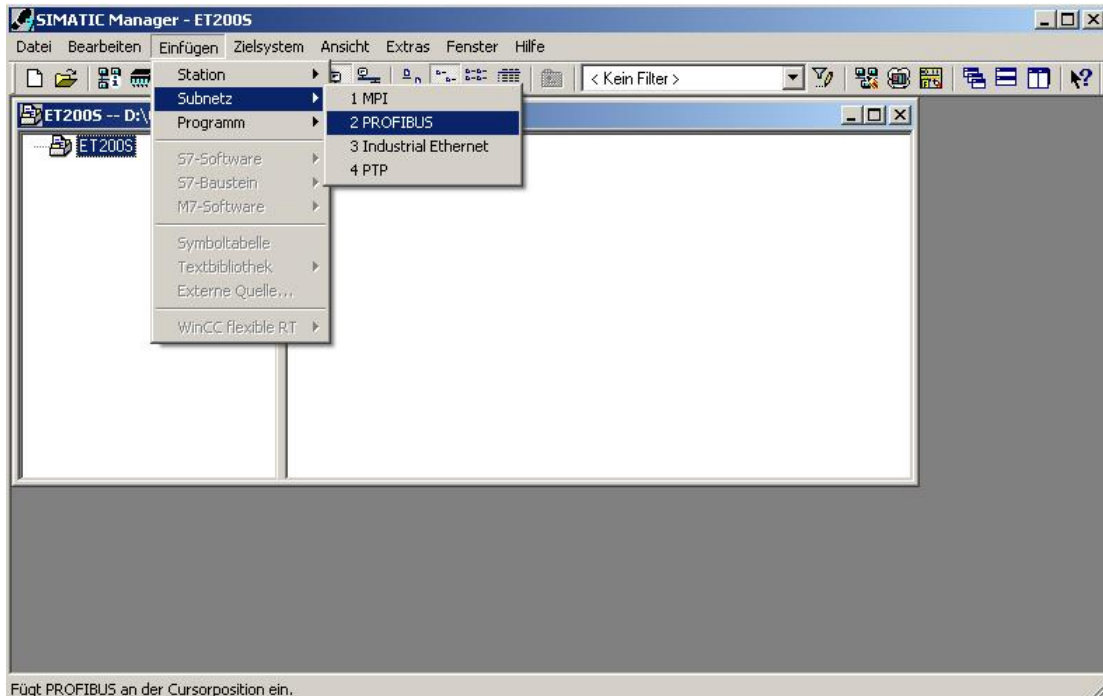 SIMATIC Manager - ET200S
Datei Bearbeiten Einfügen Zielsystem Ansicht Extras Fenster Hilfe
< Kein Filter >
Station
Subnetz
Programm
S7-Software
S7-Baustein
M7-Software
Symboltabelle
Textbibliothek
Externe Quelle...
WinCC flexible RT
1 MPI
2 PROFIBUS
3 Industrial Ethernet
4 PTP
ET200S -- D:\
ET200S
Fügt PROFIBUS an der Cursorposition ein.